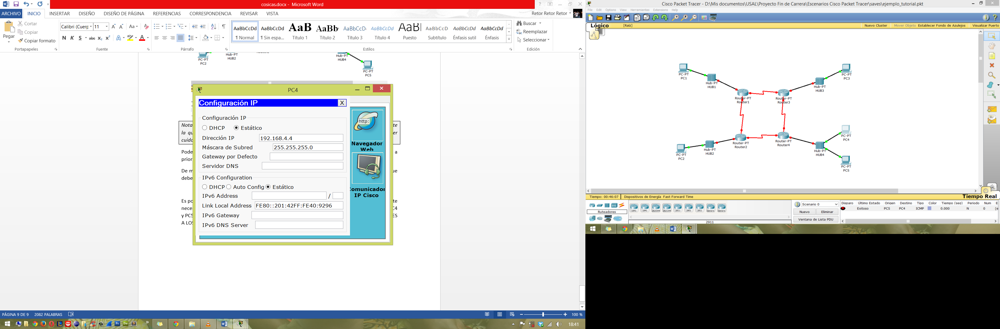 cosicas.docx - Microsoft Word
ARCHIVO INICIO INSERTAR DISEÑO DISEÑO DE PÁGINA REFERENCIAS CORRESPONDENCIA REVISAR VISTA
Retor Retor Retor
Pegar
Cortar
Copiar
Copiar formato
Portapapeles
Calibri (Cuerp 11
N K S abc x₂ x²
Fuente
Párrafo
AaBbCcDd AaBbCcDd AaB AaBb AaBbCcD AaBbCcDd AaB AaBbCcD AaBbCcDd AaBbCcDd
¶ Normal ¶ Sin espa... Título 1 Título 2 Título 3 Título 4 Puesto Subtítulo Énfasis sutil Énfasis
Estilos
Buscar
Reemplazar
Seleccionar
Edición
PC-PT
PC2
Hub-PT
HUB2
Hub-PT
HUB4
PC-PT
PC5
Nota
la qu
cuida
Pode
prior
De m
debe
Es po
nece
y PC5
A LOS
te
er
a
ue
te
C4
ES
PC4
Configuración IP
X
Configuración IP
DHCP Estático
Dirección IP 192.168.4.4
Máscara de Subred 255.255.255.0
Gateway por Defecto
Servidor DNS
IPv6 Configuration
DHCP Auto Config Estático
IPv6 Address /
Link Local Address FE80::201:42FF:FE40:9296
IPv6 Gateway
IPv6 DNS Server
http:
Navegador
Web
Comunicador
IP Cisco
PÁGINA 9 DE 9 2082 PALABRAS
100 %
18:41
Cisco Packet Tracer - D:\Mis documentos\USAL\Proyecto Fin de Carrera\Escenarios Cisco Packet Tracer\saves\ejemplo_tutorial.pkt
File Edit Options View Herramientas Extensions Help
Lógico [Raíz] Nuevo Cluster Mover Objeto Establecer Fondo de Azulejos Visualizar Puerto
PC-PT
PC1
Hub-PT
HUB1
Router-PT
Router1
Router-PT
Router3
Hub-PT
HUB3
PC-PT
PC3
PC-PT
PC2
Hub-PT
HUB2
Router-PT
Router2
Router-PT
Router4
Hub-PT
HUB4
PC-PT
PC4
PC-PT
PC5
Tiempo: 00:46:07 Dispositivos de Energía Fast Forward Time
Tiempo Real
Ruteadores
1841 1941 2620XM 2621XM 2811 2901 2911 Generic Generic
2911
Scenario 0
Nuevo Eliminar
Ventana de Lista PDU
Disparo Último Estado Origen Destino Tipo Color Tiempo (seg) Periodo Num E
Exitoso PC5 PC4 ICMP 0.000 N 0 (e